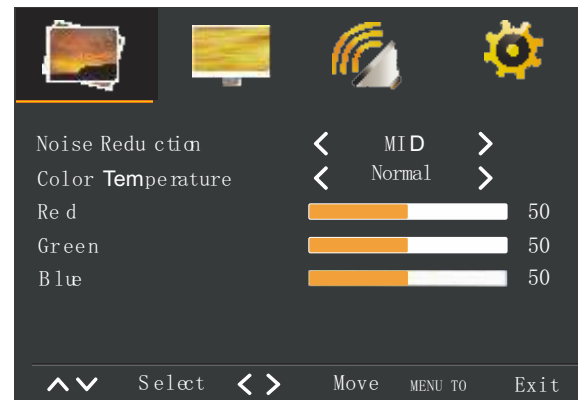 Noise Reduction MID
Color Temperature Normal
Red 50
Green 50
Blue 50
Select Move MENU TO Exit